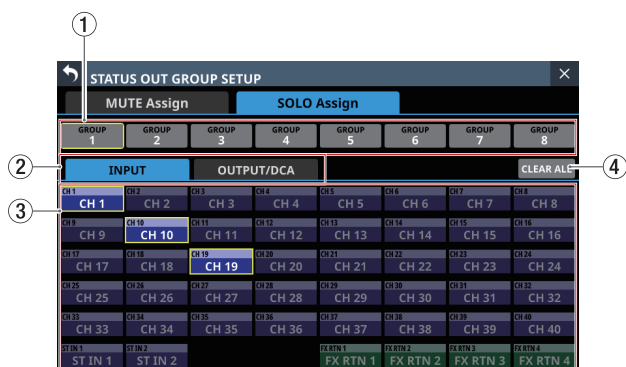 1
STATUS OUT GROUP SETUP
MUTE Assign SOLO Assign
GROUP GROUP GROUP GROUP GROUP GROUP GROUP GROUP
1 2 3 4 5 6 7 8
2 INPUT OUTPUT/DCA CLEAR ALL 4
3
CH 1 CH 2 CH 3 CH 4 CH 5 CH 6 CH 7 CH 8
CH 1 CH 2 CH 3 CH 4 CH 5 CH 6 CH 7 CH 8
CH 9 CH 10 CH 11 CH 12 CH 13 CH 14 CH 15 CH 16
CH 9 CH 10 CH 11 CH 12 CH 13 CH 14 CH 15 CH 16
CH 17 CH 18 CH 19 CH 20 CH 21 CH 22 CH 23 CH 24
CH 17 CH 18 CH 19 CH 20 CH 21 CH 22 CH 23 CH 24
CH 25 CH 26 CH 27 CH 28 CH 29 CH 30 CH 31 CH 32
CH 25 CH 26 CH 27 CH 28 CH 29 CH 30 CH 31 CH 32
CH 33 CH 34 CH 35 CH 36 CH 37 CH 38 CH 39 CH 40
CH 33 CH 34 CH 35 CH 36 CH 37 CH 38 CH 39 CH 40
ST IN 1 ST IN 2 FX RTN 1 FX RTN 2 FX RTN 3 FX RTN 4
ST IN 1 ST IN 2 FX RTN 1 FX RTN 2 FX RTN 3 FX RTN 4